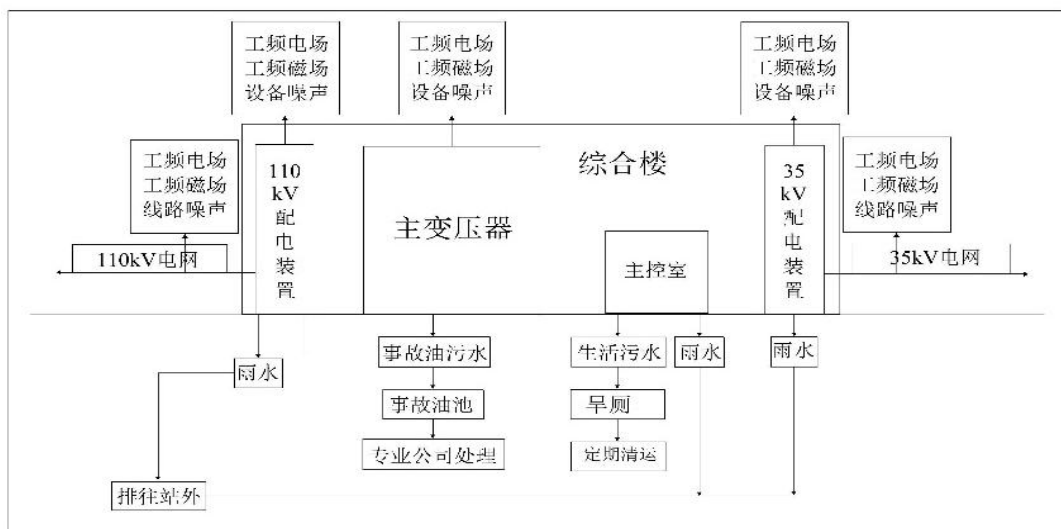 工频电场
工频磁场
设备噪声
工频电场
工频磁场
设备噪声
工频电场
工频磁场
设备噪声
工频电场
工频磁场
线路噪声
110
kV
配
电
装
置
主变压器
综合楼
主控室
35
kV
配
电
装
置
工频电场
工频磁场
线路噪声
110kV电网
35kV电网
雨水
事故油污水
生活污水
雨水
雨水
事故油池
旱厕
专业公司处理
定期清运
排往站外